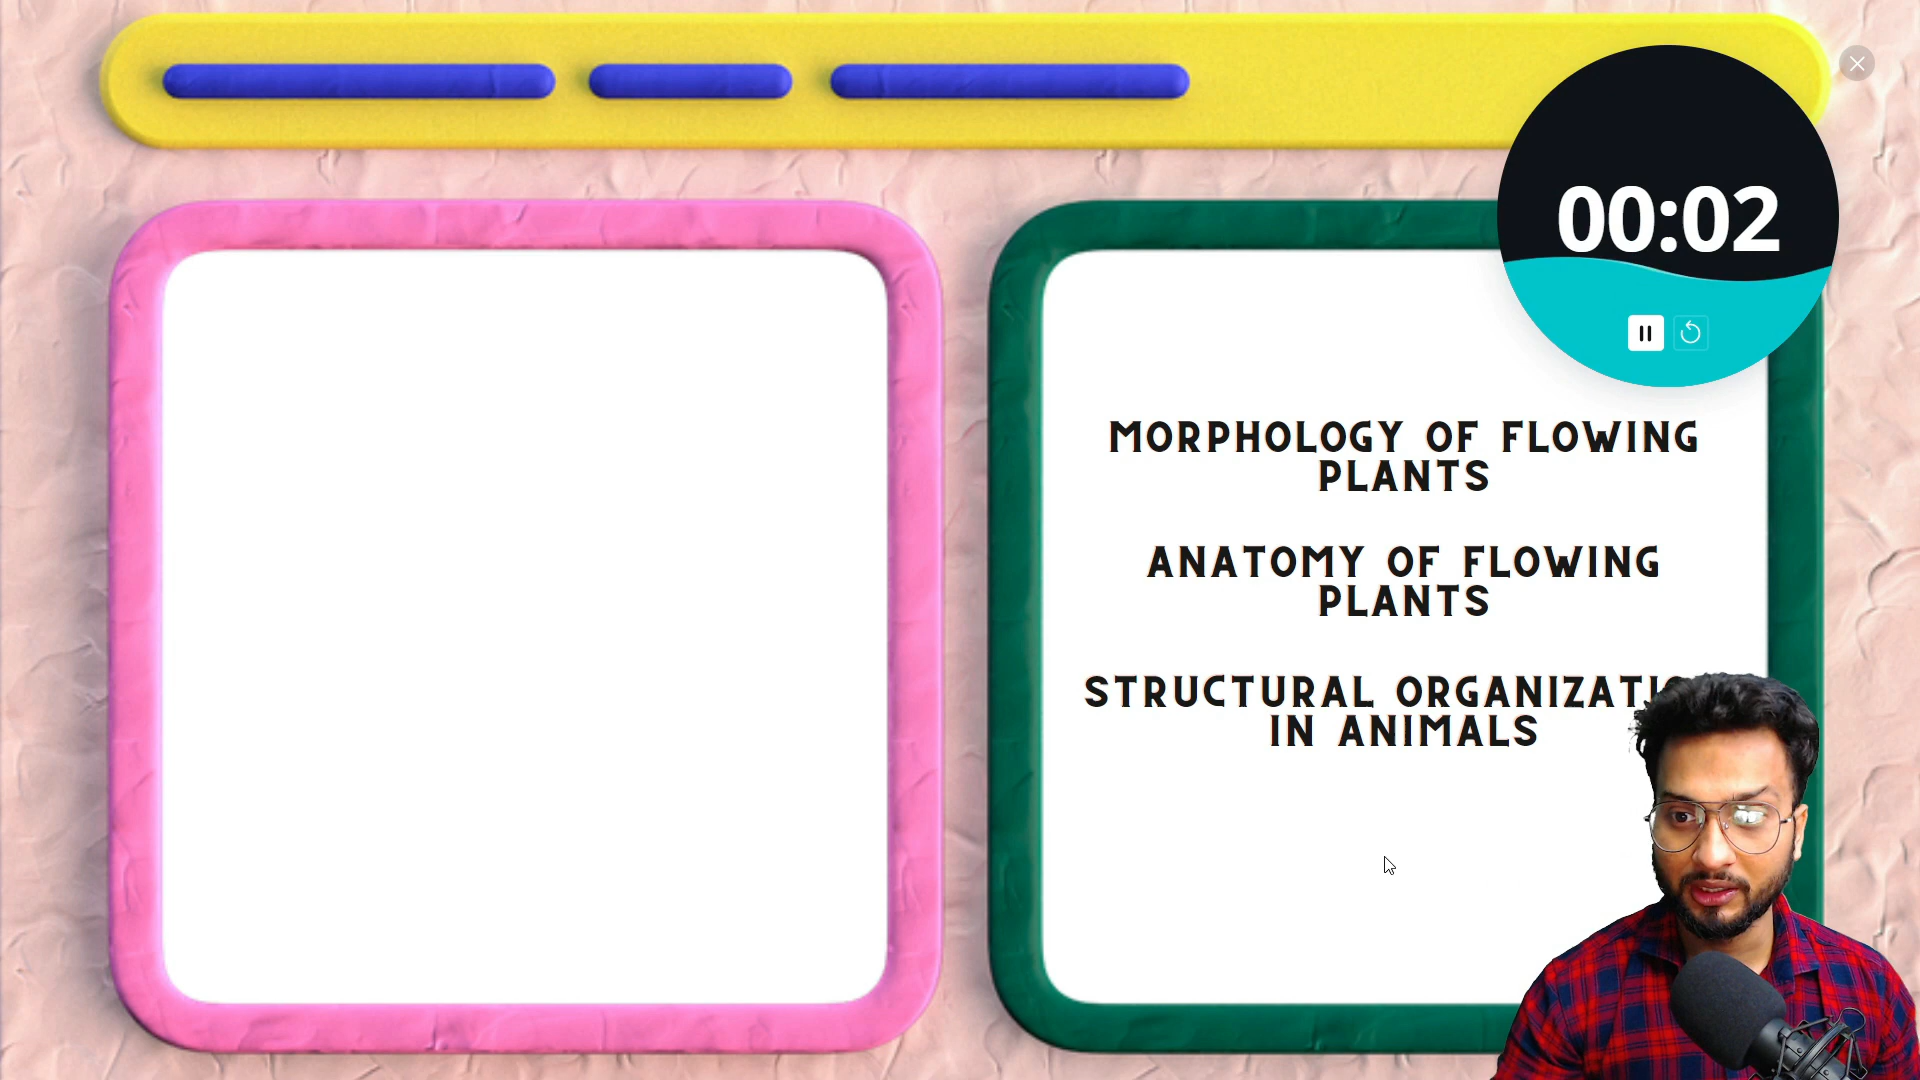 00:02
MORPHOLOGY OF FLOWING
PLANTS
ANATOMY OF FLOWING
PLANTS
STRUCTURAL
IN ANIMALS